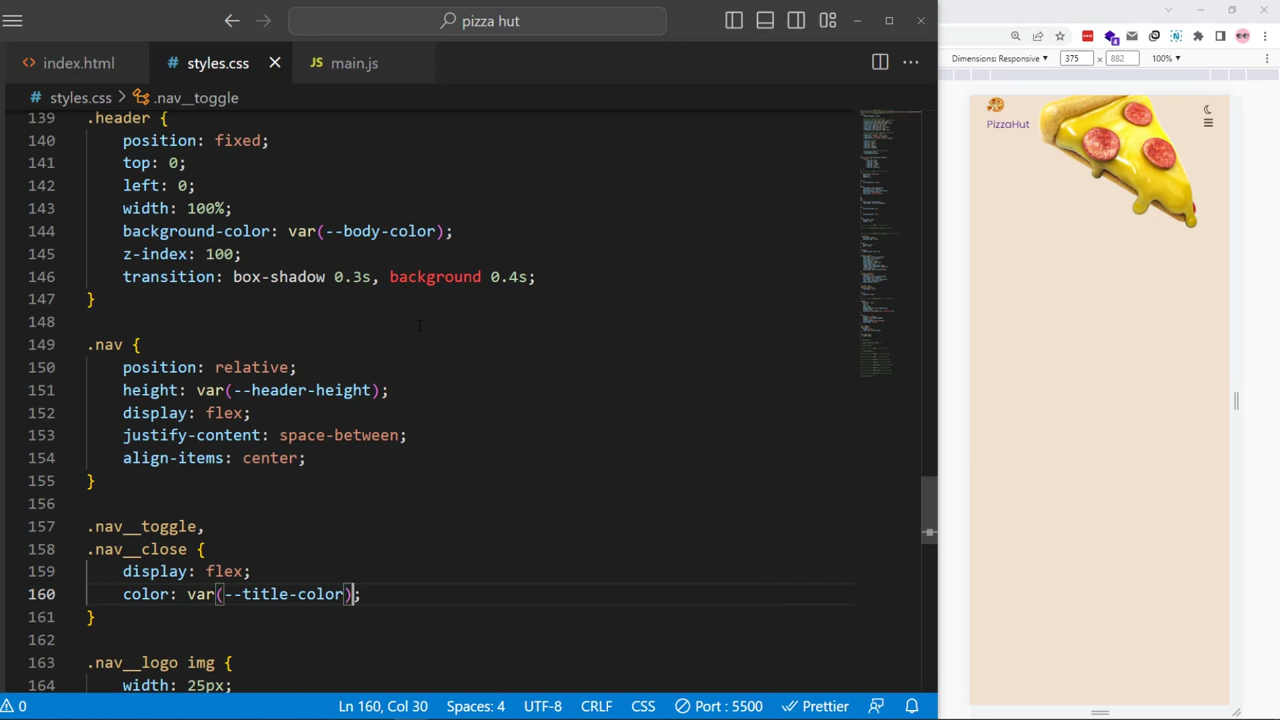 pizza hut
index.html
styles.css
JS main.js
# styles.css > .nav__toggle
139 .header {
140 position: fixed;
141 top: 0;
142 left: 0;
143 width: 100%;
144 background-color: var(--body-color);
145 z-index: 100;
146 transition: box-shadow 0.3s, background 0.4s;
147 }
148
149 .nav {
150 position: relative;
151 height: var(--header-height);
152 display: flex;
153 justify-content: space-between;
154 align-items: center;
155 }
156
157 .nav__toggle,
158 .nav__close {
159 display: flex;
160 color: var(--title-color);
161 }
162
163 .nav__logo img {
164 width: 25px;
0
Ln 160, Col 30
Spaces: 4
UTF-8
CRLF
CSS
Port : 5500
Prettier
Dimensions: Responsive
375 × 882
100%
PizzaHut